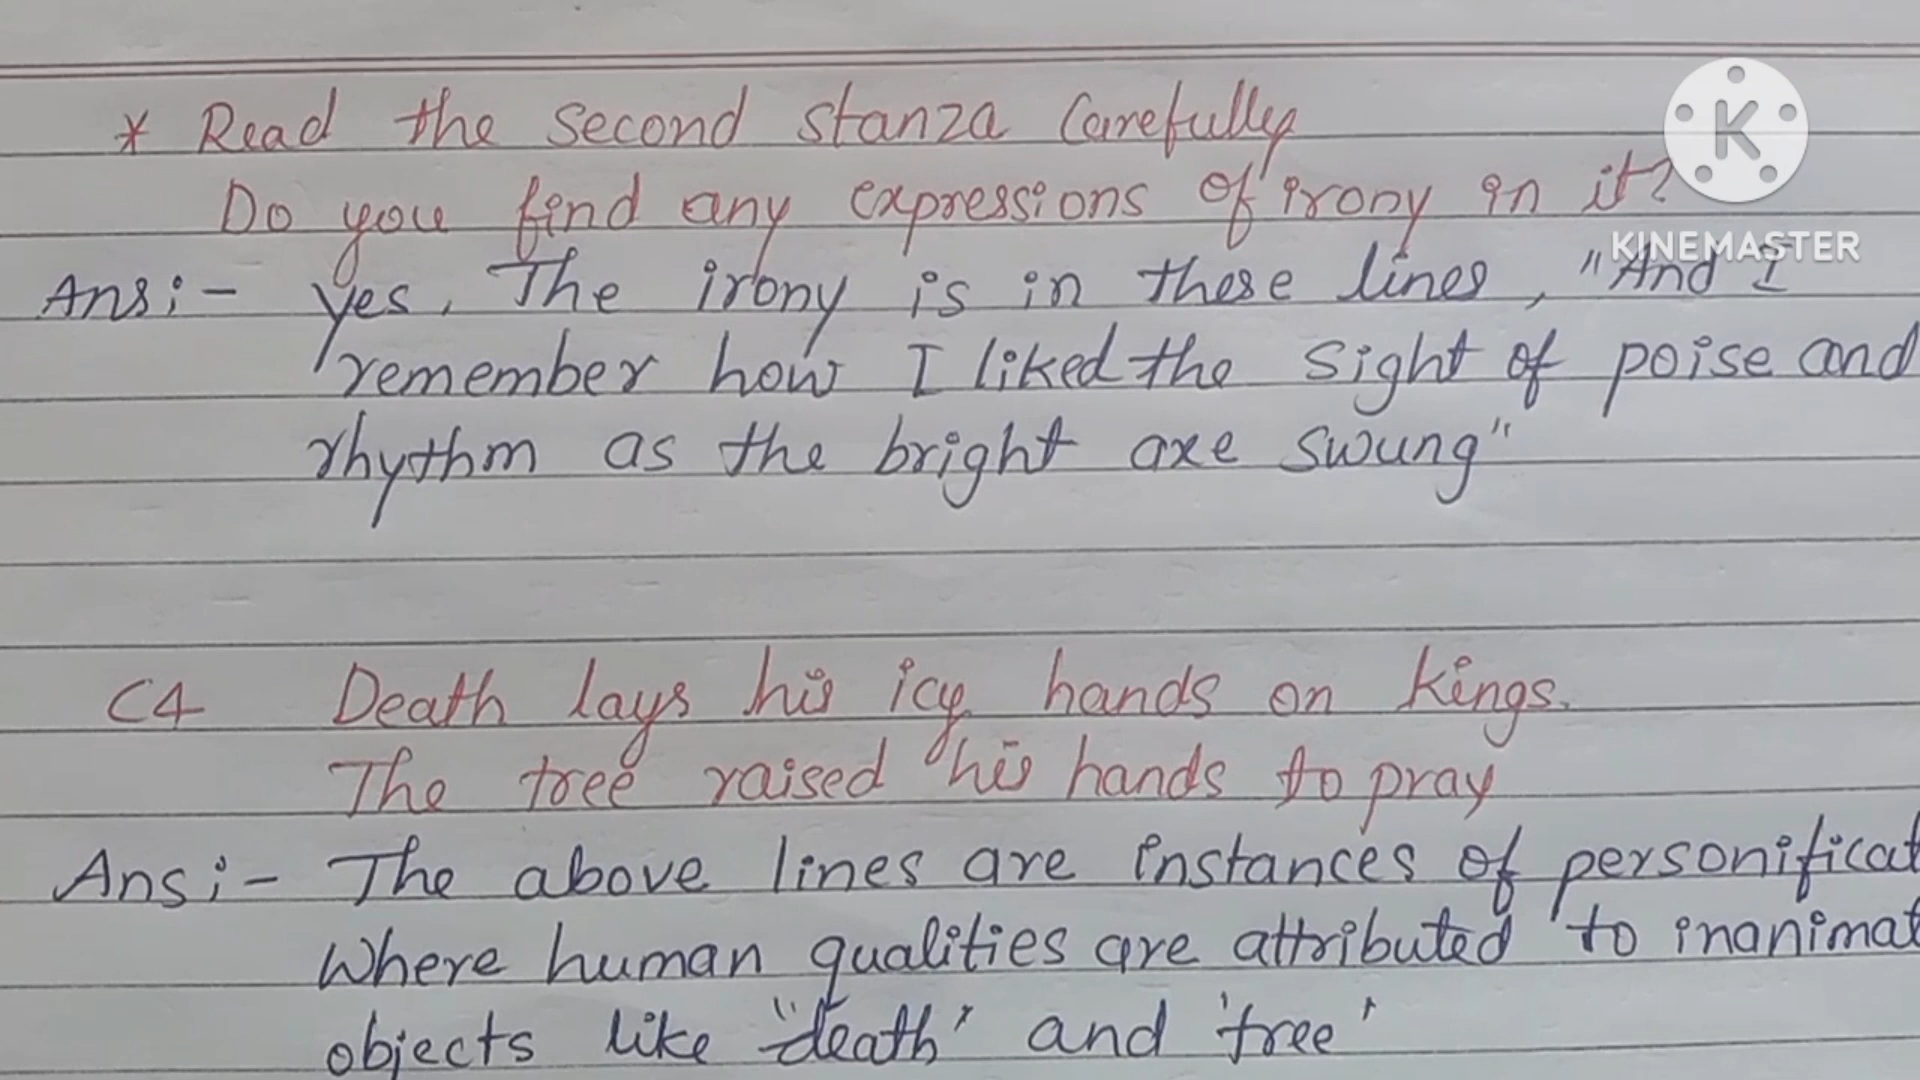 * Read the second stanza Carefully
Do you find any expressions of irony in it?
KINEMASTER
Ans:- Yes, The irony is in these lines, "And I
remember how I liked the sight of poise and
rhythm as the bright axe swung"
C4 Death lays his icy hands on kings.
The tree raised his hands to pray
Ans:- The above lines are instances of personificat
Where human qualities are attributed to inanimat
objects like "death' and 'tree'